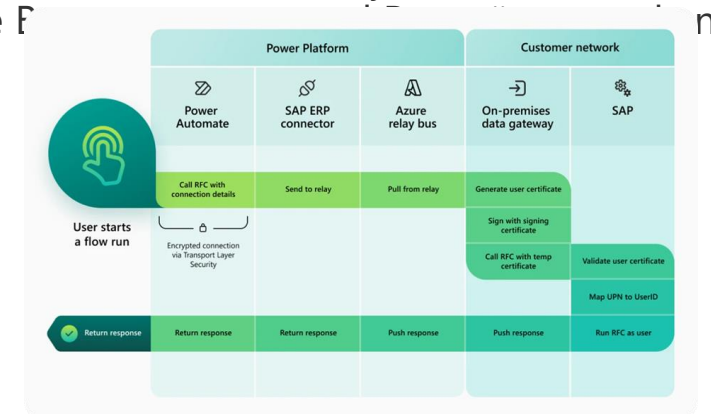 Power Platform
Customer network
Power
Automate
SAP ERP
connector
Azure
relay bus
On-premises
data gateway
SAP
User starts
a flow run
Call RFC with
connection details
Send to relay
Pull from relay
Generate user certificate
Encrypted connection
via Transport Layer
Security
Sign with signing
certificate
Call RFC with temp
certificate
Validate user certificate
Map UPN to UserID
Return response
Return response
Return response
Push response
Push response
Run RFC as user